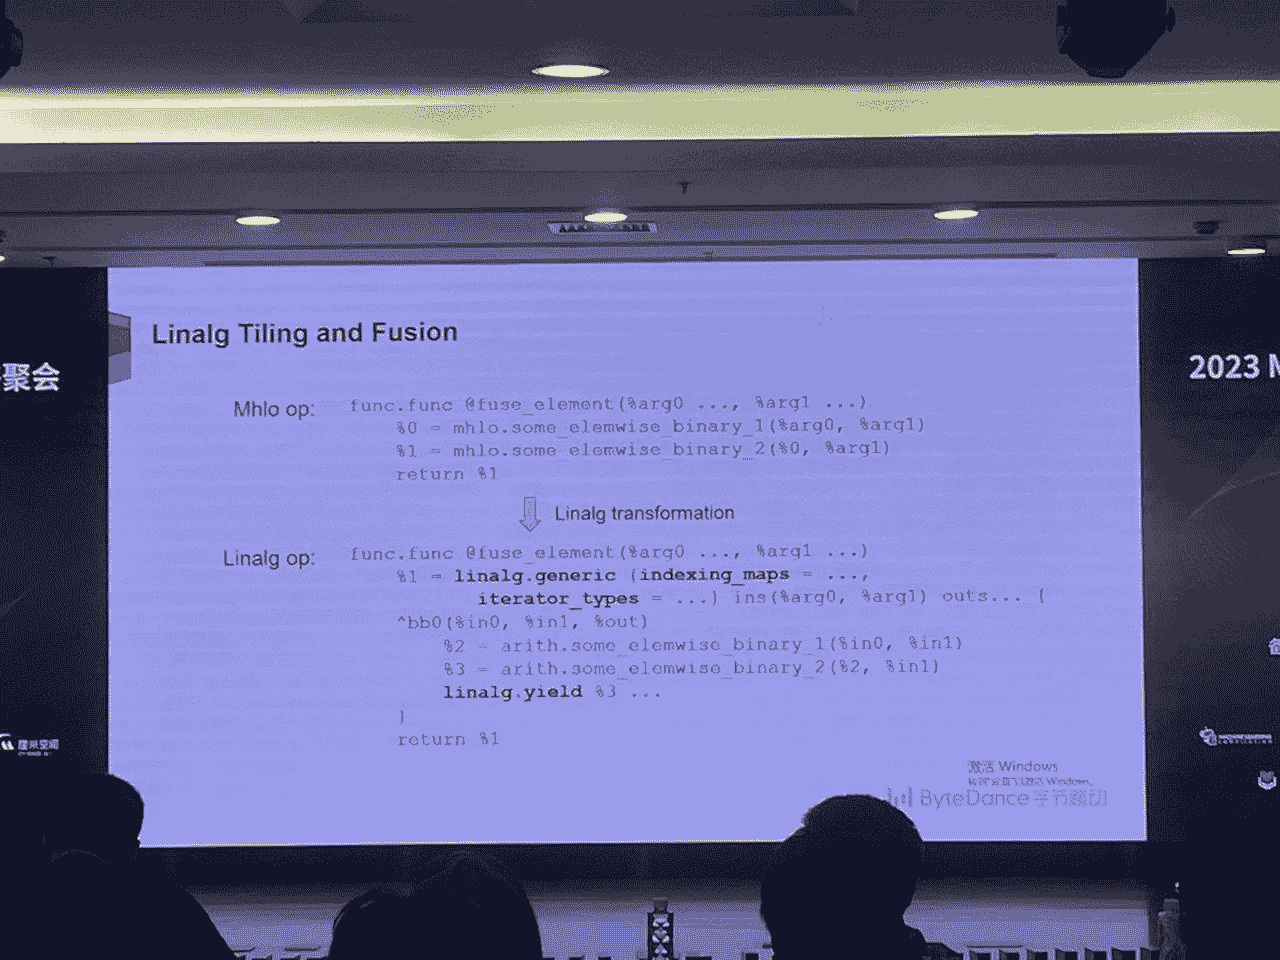 聚会
2023 M
Linalg Tiling and Fusion
Mhlo op:
func.func @fuse_element(%arg0 ..., %arg1 ...)
%0 = mhlo.some_elemwise_binary_1(%arg0, %arg1)
%1 = mhlo.some_elemwise_binary_2(%0, %arg1)
return %1
Linalg transformation
Linalg op:
func.func @fuse_element(%arg0 ..., %arg1 ...)
%1 = linalg.generic {indexing_maps = ...,
iterator_types = ...} ins(%arg0, %arg1) outs... {
^bb0(%in0, %in1, %out)
%2 = arith.some_elemwise_binary_1(%in0, %in1)
%3 = arith.some_elemwise_binary_2(%2, %in1)
linalg.yield %3 ...
}
return %1
激活 Windows
ByteDance 字节跳动